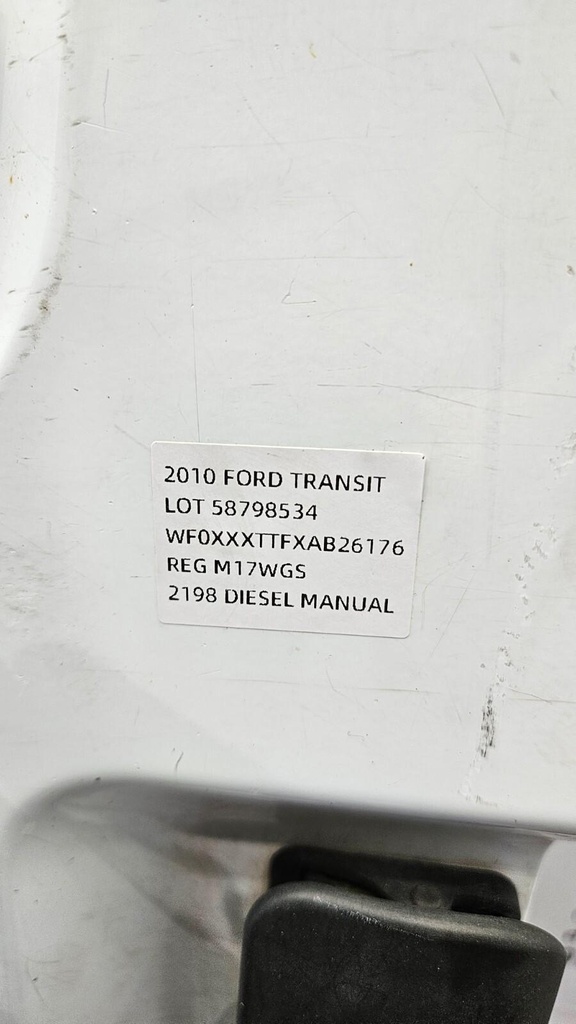 2010 FORD TRANSIT
LOT 58798534
WF0XXXTTFXAB26176
REG M17WGS
2198 DIESEL MANUAL